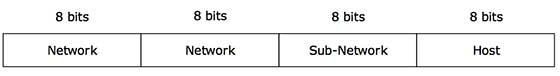 8 bits 8 bits 8 bits 8 bits
Network Network Sub-Network Host